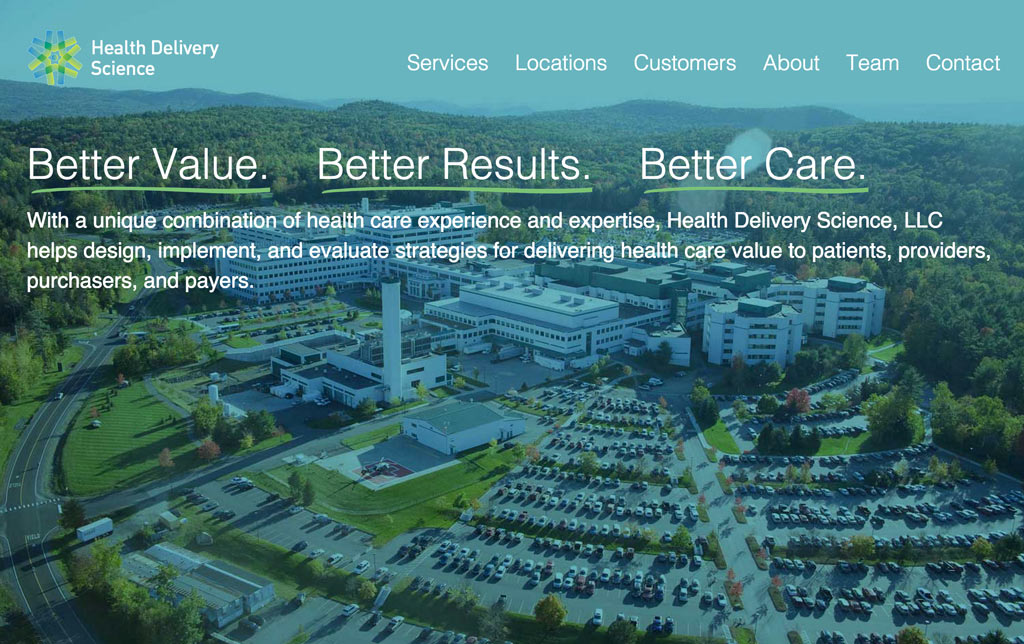 Health Delivery
Science
Services Locations Customers About Team Contact
Better Value. Better Results. Better Care.
With a unique combination of health care experience and expertise, Health Delivery Science, LLC
helps design, implement, and evaluate strategies for delivering health care value to patients, providers,
purchasers, and payers.
YIELD